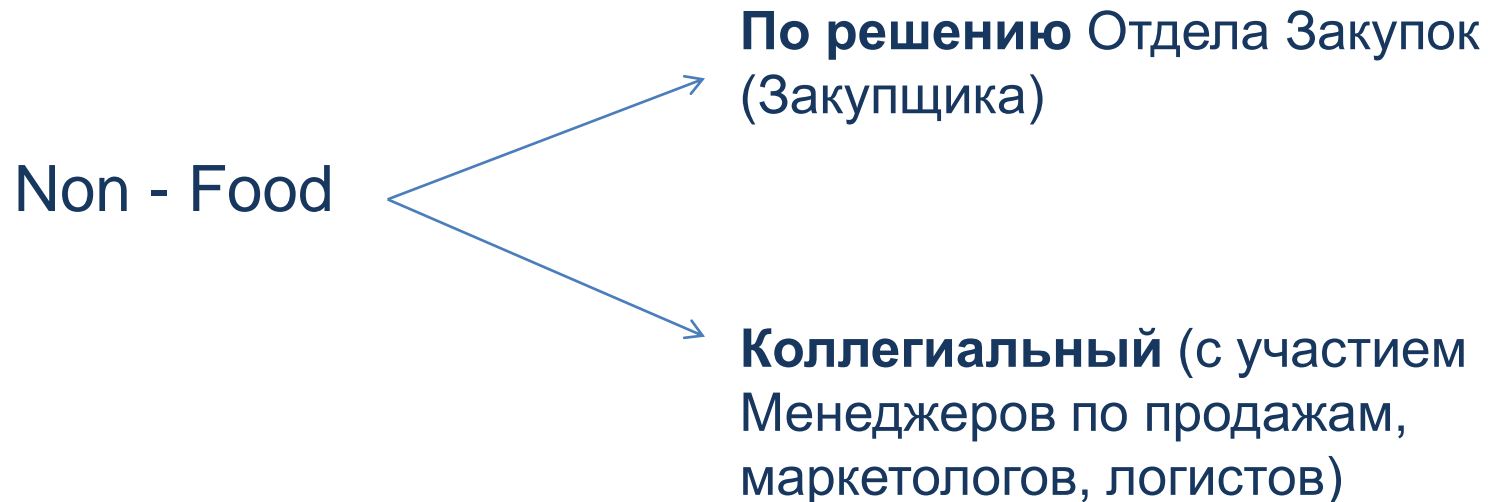 По решению Отдела Закупок
(Закупщика)
Non - Food
Коллегиальный (с участием
Менеджеров по продажам,
маркетологов, логистов)